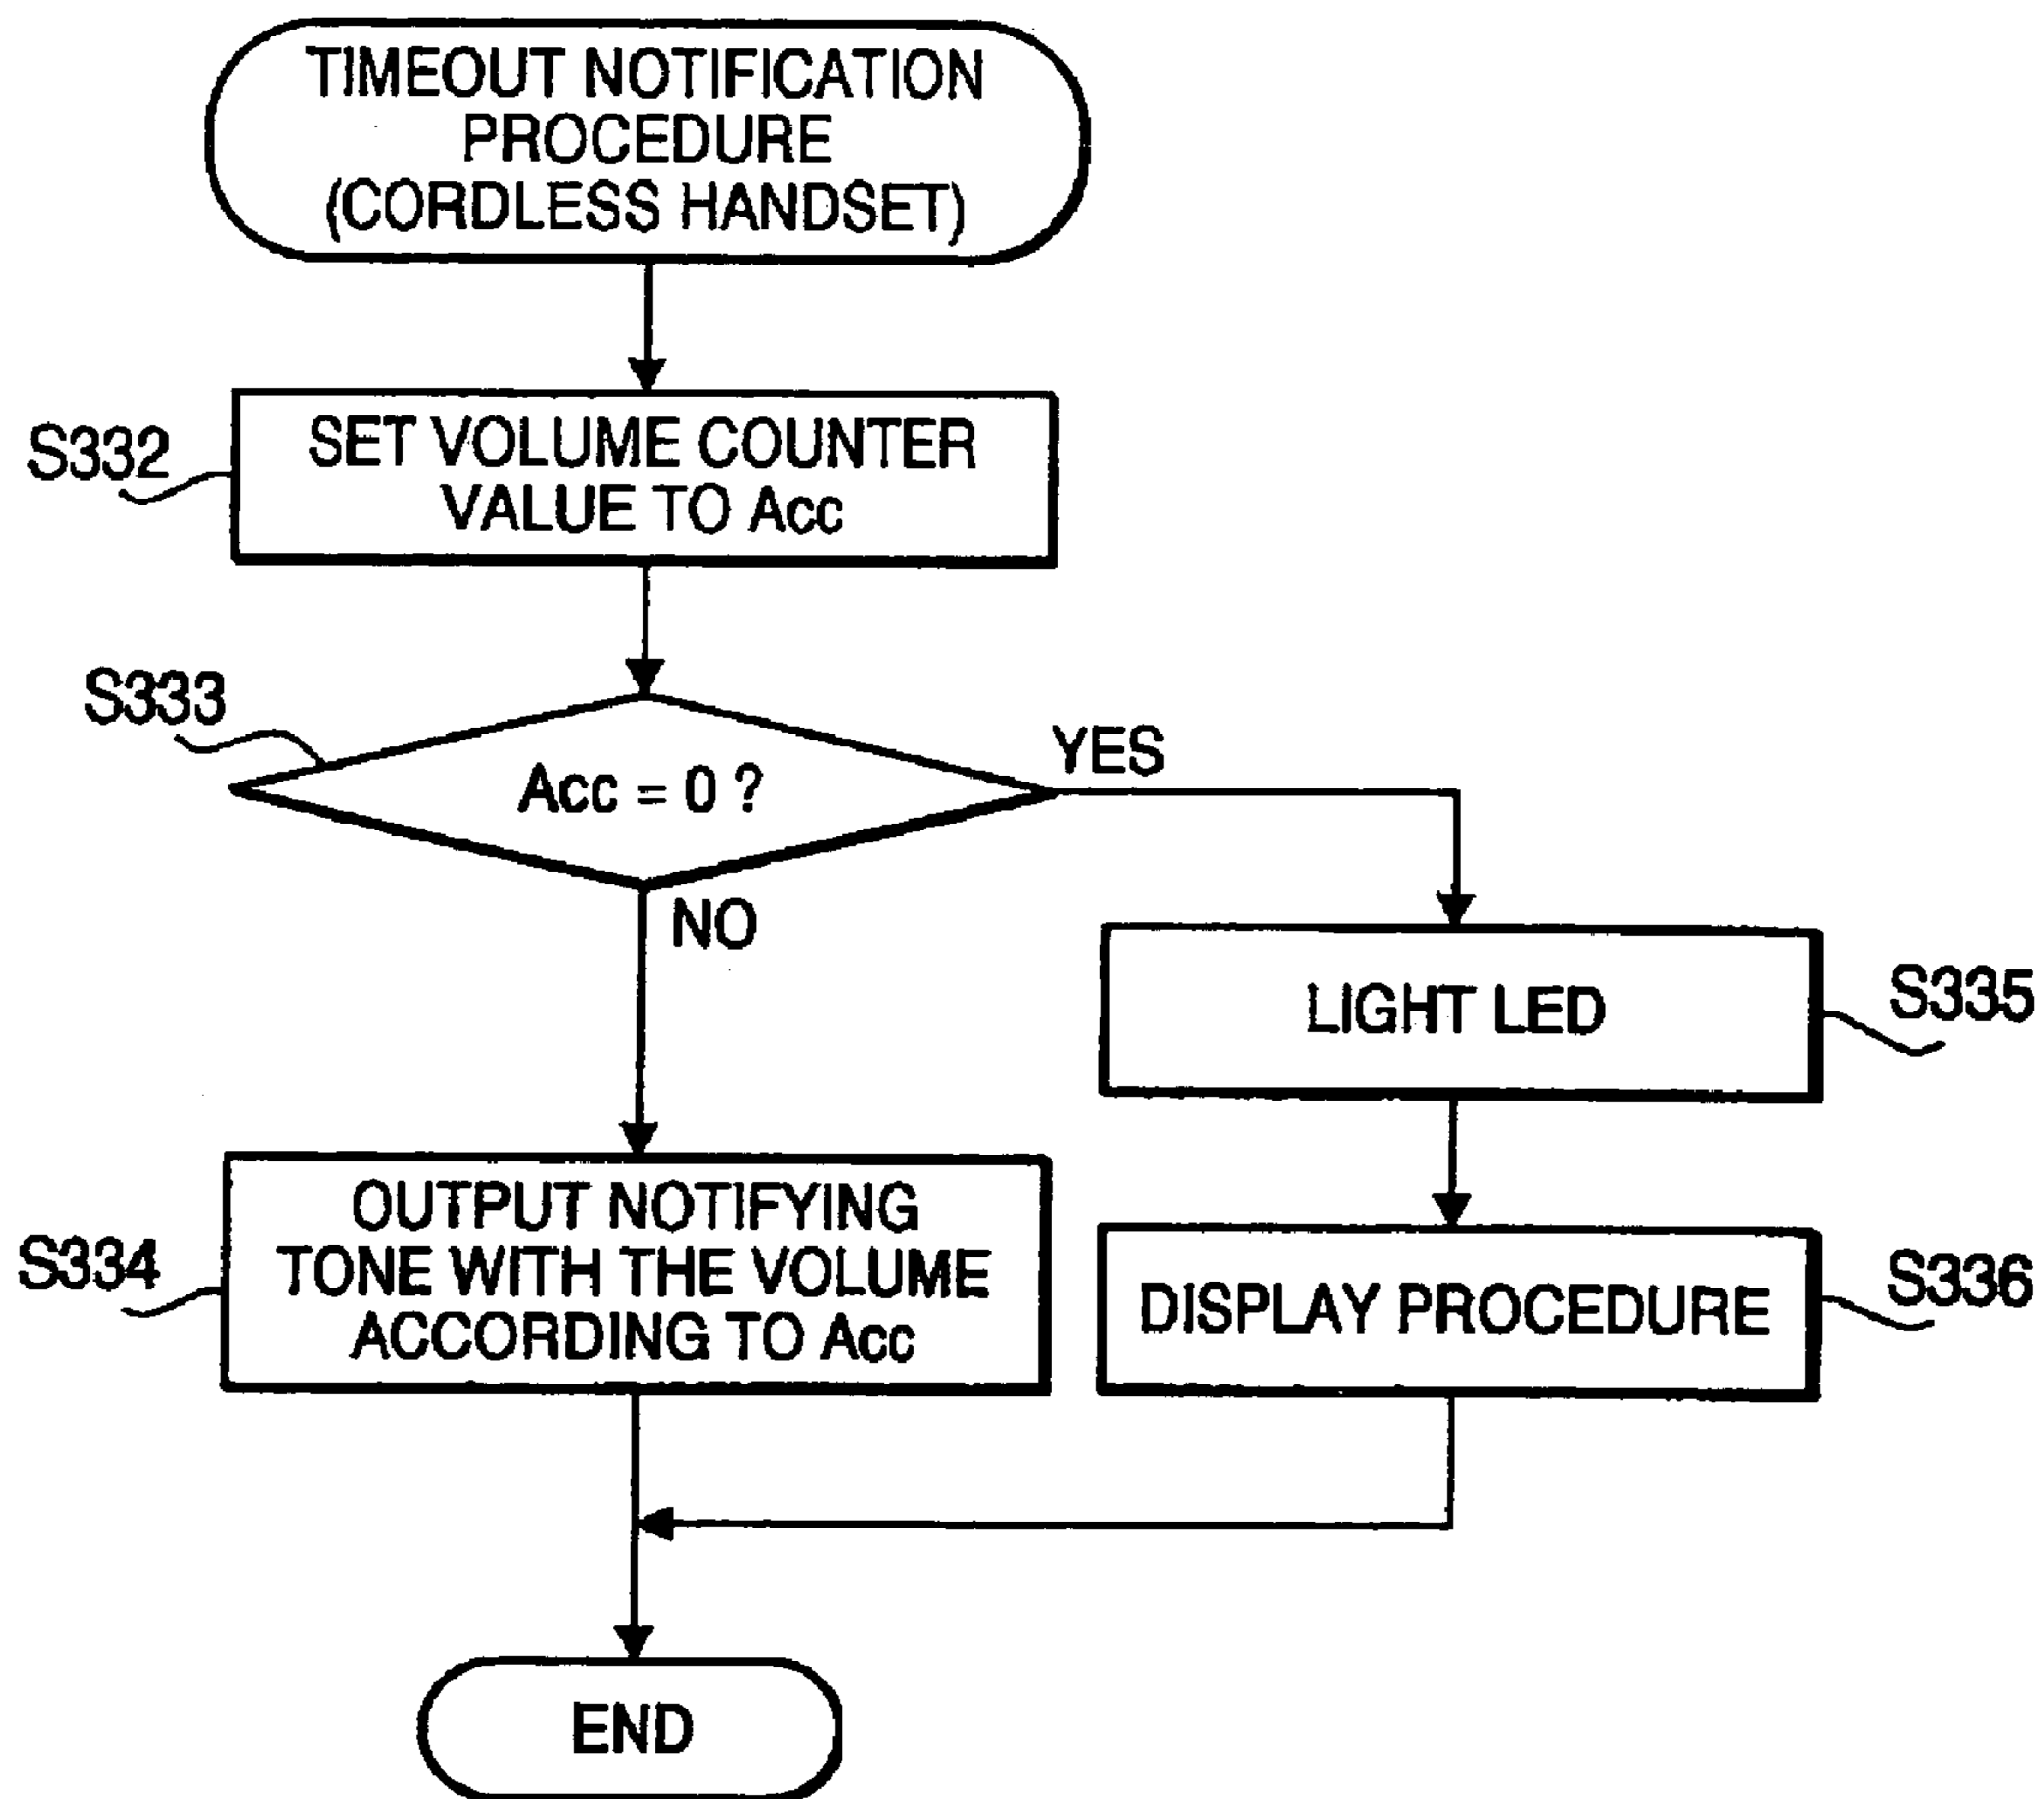 TIMEOUT NOTIFICATION
PROCEDURE
(CORDLESS HANDSET)
S332
SET VOLUME COUNTER
VALUE TO Acc
S333
Acc = 0 ?
YES
NO
LIGHT LED
S335
S334
OUTPUT NOTIFYING
TONE WITH THE VOLUME
ACCORDING TO Acc
DISPLAY PROCEDURE
S336
END